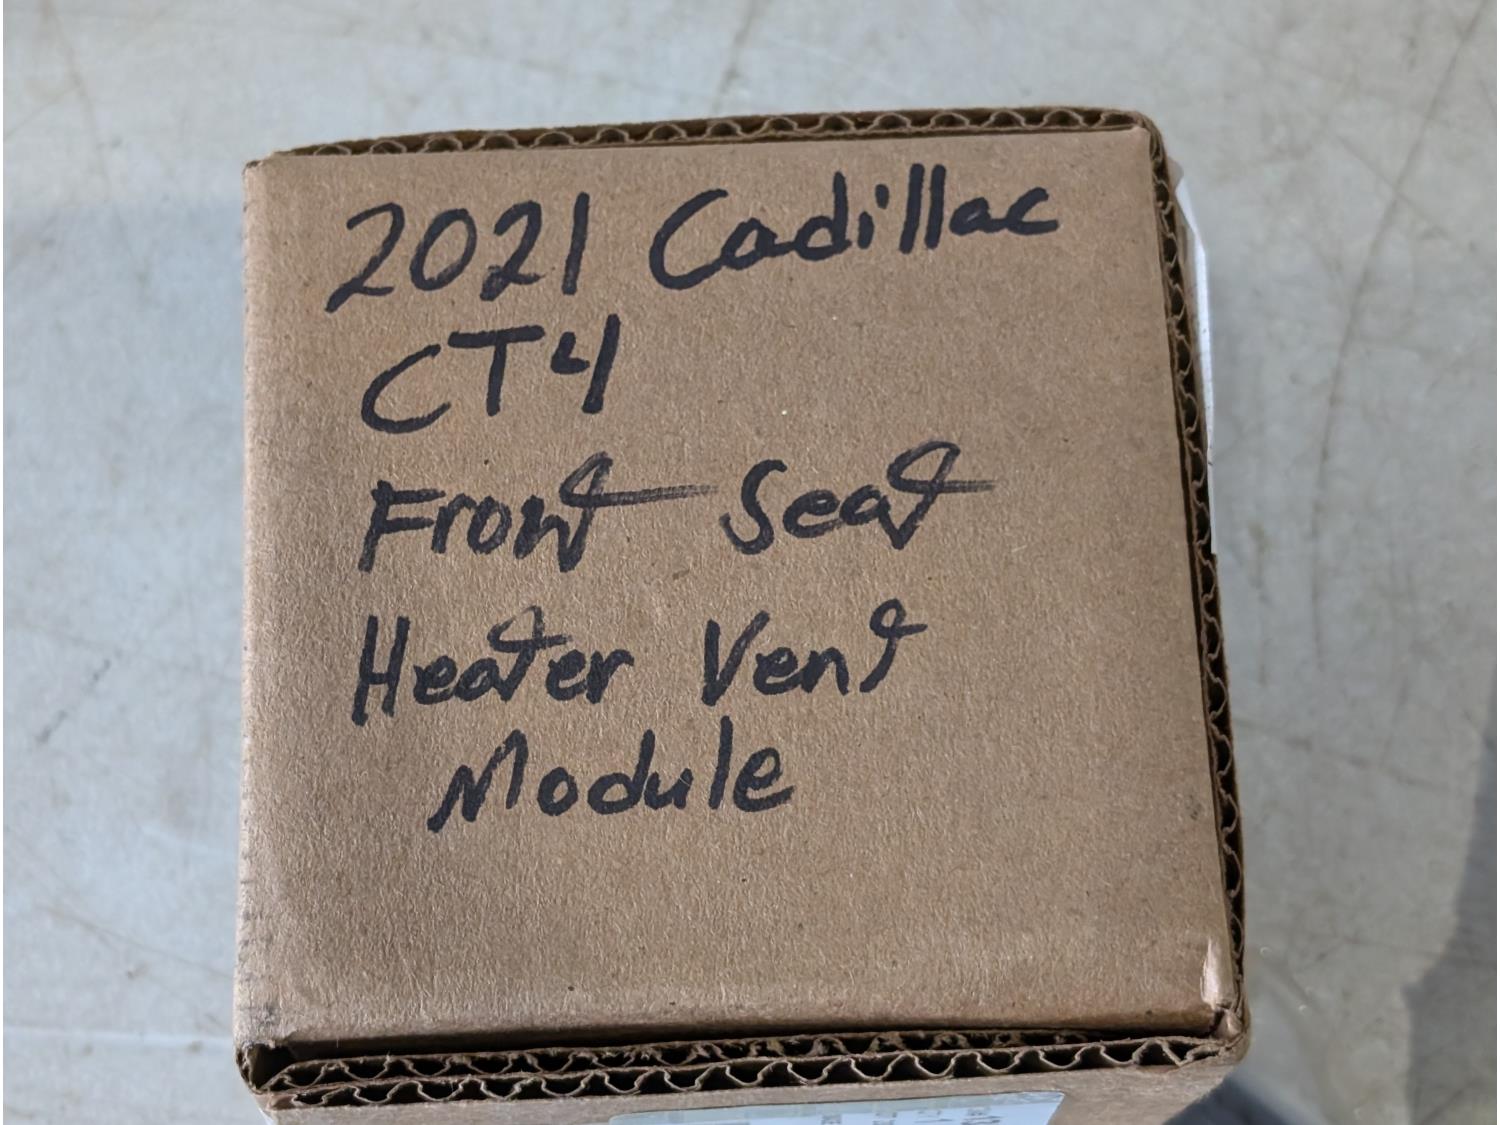 2021 Cadillac
CT4
Front Seat
Heater Vent
Module